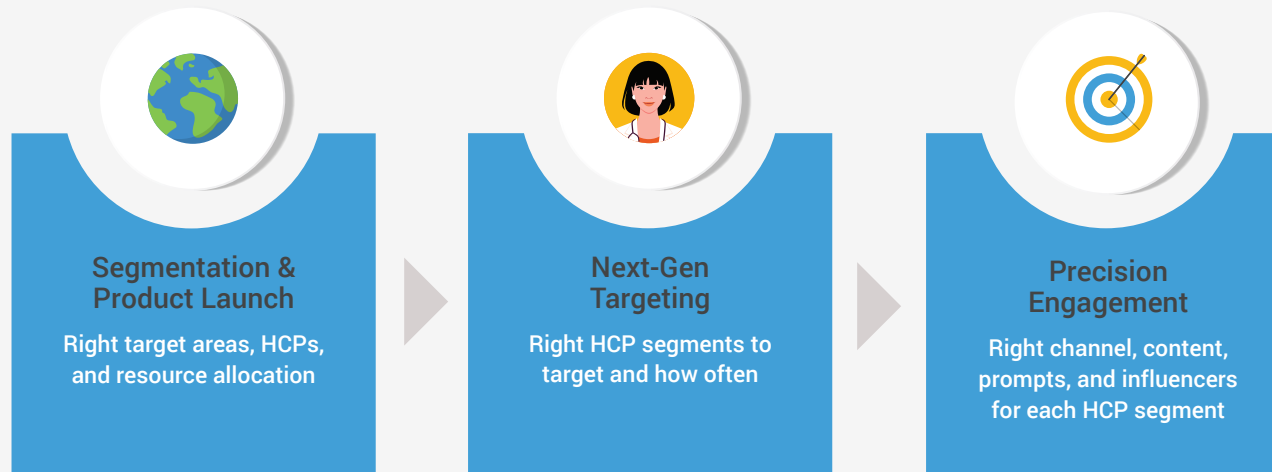 Segmentation &
Product Launch
Right target areas, HCPs,
and resource allocation
Next-Gen
Targeting
Right HCP segments to
target and how often
Precision
Engagement
Right channel, content,
prompts, and influencers
for each HCP segment